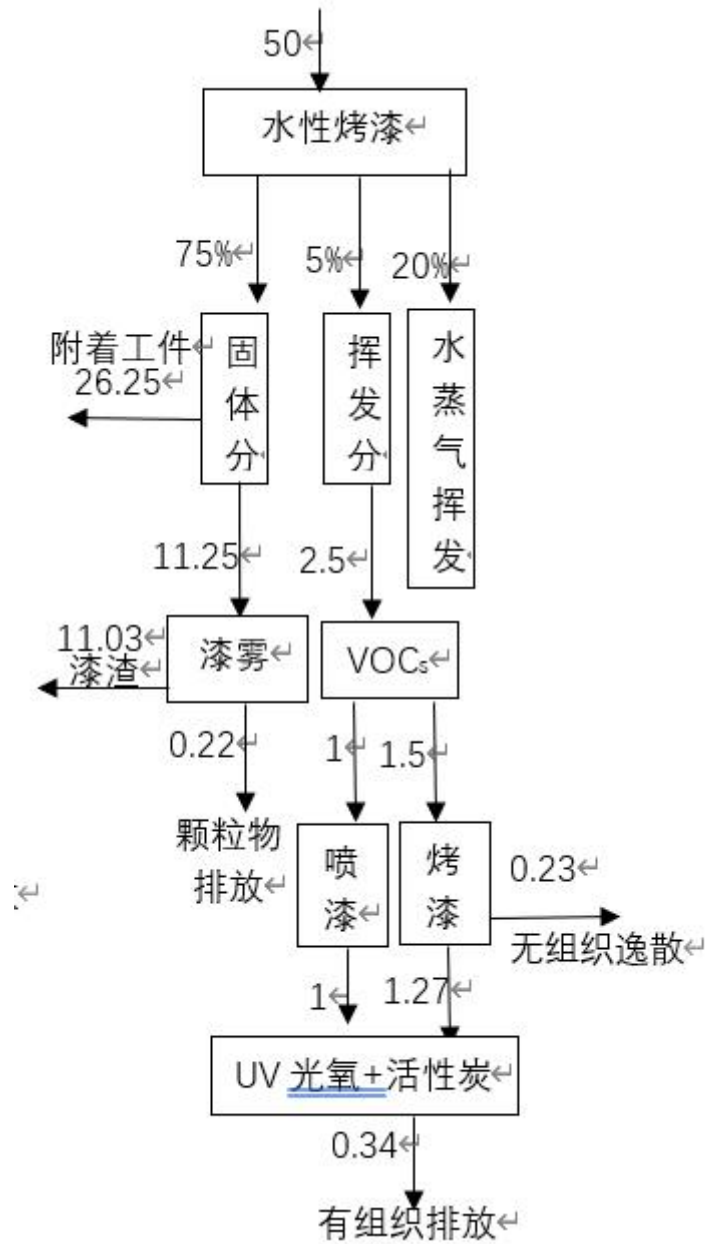 50↵
水性烤漆↵
75%↵
5%↵
20%↵
附着工件↵
26.25↵
固
体
分
挥
发
分
水
蒸
气
挥
发
11.25↵
2.5↵
11.03↵
漆渣↵
漆雾↵
VOCs↵
0.22↵
1↵
1.5↵
颗粒物
排放↵
喷
漆↵
烤
漆
0.23↵
无组织逸散↵
1↵
1.27↵
UV 光氧+活性炭↵
0.34↵
有组织排放↵